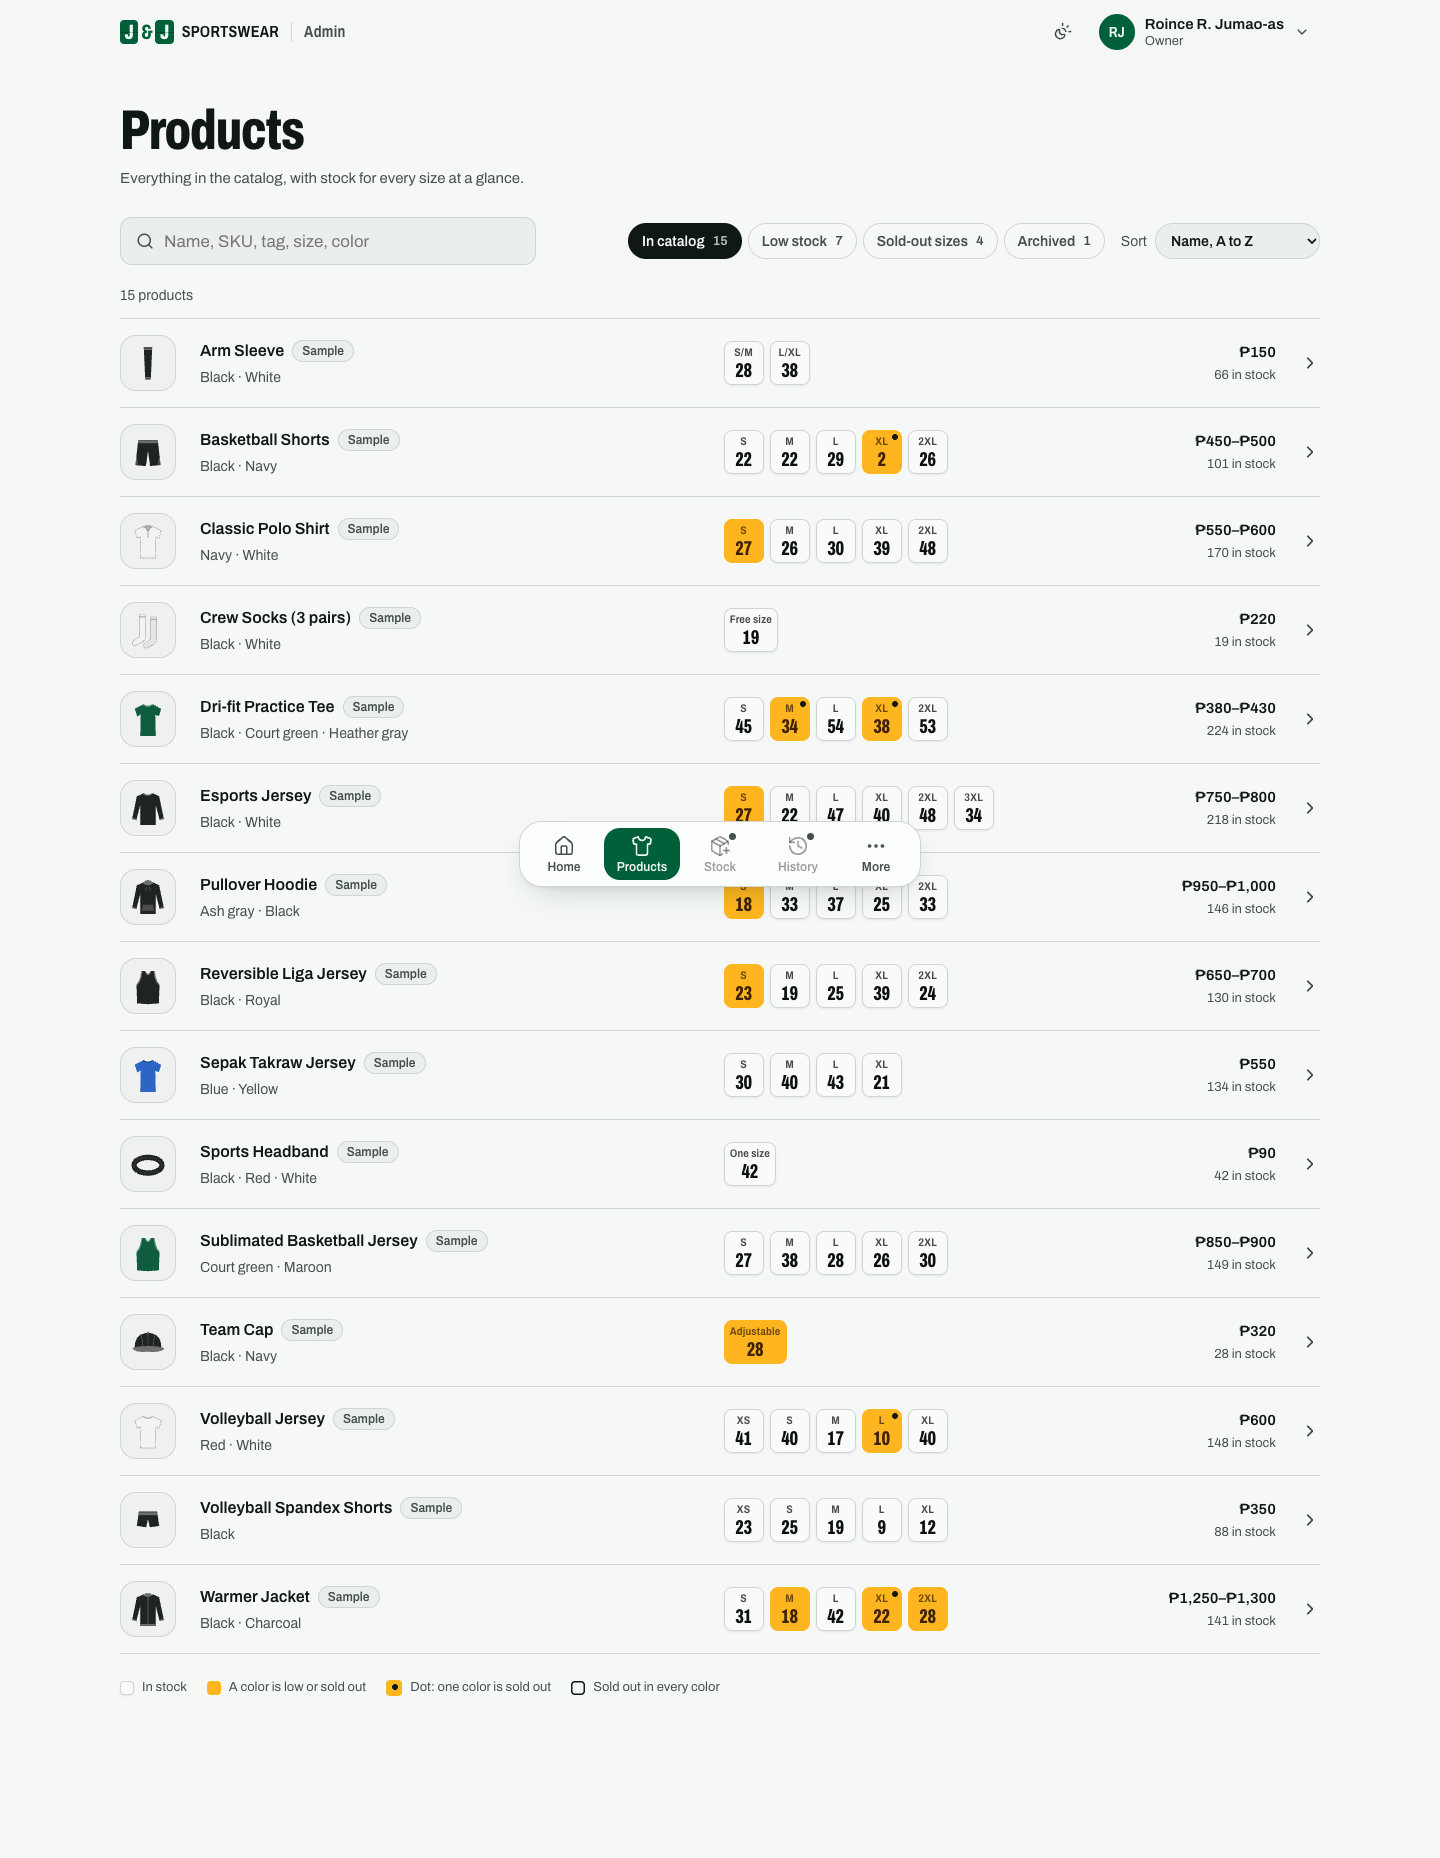 J & J SPORTSWEAR Admin
RJ Roince R. Jumao-as
Owner
Products
Everything in the catalog, with stock for every size at a glance.
Name, SKU, tag, size, color
In catalog 15 Low stock 7 Sold-out sizes 4 Archived 1 Sort Name, A to Z
15 products
Arm Sleeve Sample
Black · White
S/M L/XL
28 38
₱150
66 in stock
Basketball Shorts Sample
Black · Navy
S M L XL 2XL
22 22 29 2 26
₱450–₱500
101 in stock
Classic Polo Shirt Sample
Navy · White
S M L XL 2XL
27 26 30 39 48
₱550–₱600
170 in stock
Crew Socks (3 pairs) Sample
Black · White
Free size
19
₱220
19 in stock
Dri-fit Practice Tee Sample
Black · Court green · Heather gray
S M L XL 2XL
45 34 54 38 53
₱380–₱430
224 in stock
Esports Jersey Sample
Black · White
S M L XL 2XL 3XL
27 22 47 40 48 34
₱750–₱800
218 in stock
Home Products Stock History More
Pullover Hoodie Sample
Ash gray · Black
S M L XL 2XL
18 33 37 25 33
₱950–₱1,000
146 in stock
Reversible Liga Jersey Sample
Black · Royal
S M L XL 2XL
23 19 25 39 24
₱650–₱700
130 in stock
Sepak Takraw Jersey Sample
Blue · Yellow
S M L XL
30 40 43 21
₱550
134 in stock
Sports Headband Sample
Black · Red · White
One size
42
₱90
42 in stock
Sublimated Basketball Jersey Sample
Court green · Maroon
S M L XL 2XL
27 38 28 26 30
₱850–₱900
149 in stock
Team Cap Sample
Black · Navy
Adjustable
28
₱320
28 in stock
Volleyball Jersey Sample
Red · White
XS S M L XL
41 40 17 10 40
₱600
148 in stock
Volleyball Spandex Shorts Sample
Black
XS S M L XL
23 25 19 9 12
₱350
88 in stock
Warmer Jacket Sample
Black · Charcoal
S M L XL 2XL
31 18 42 22 28
₱1,250–₱1,300
141 in stock
In stock A color is low or sold out Dot: one color is sold out Sold out in every color